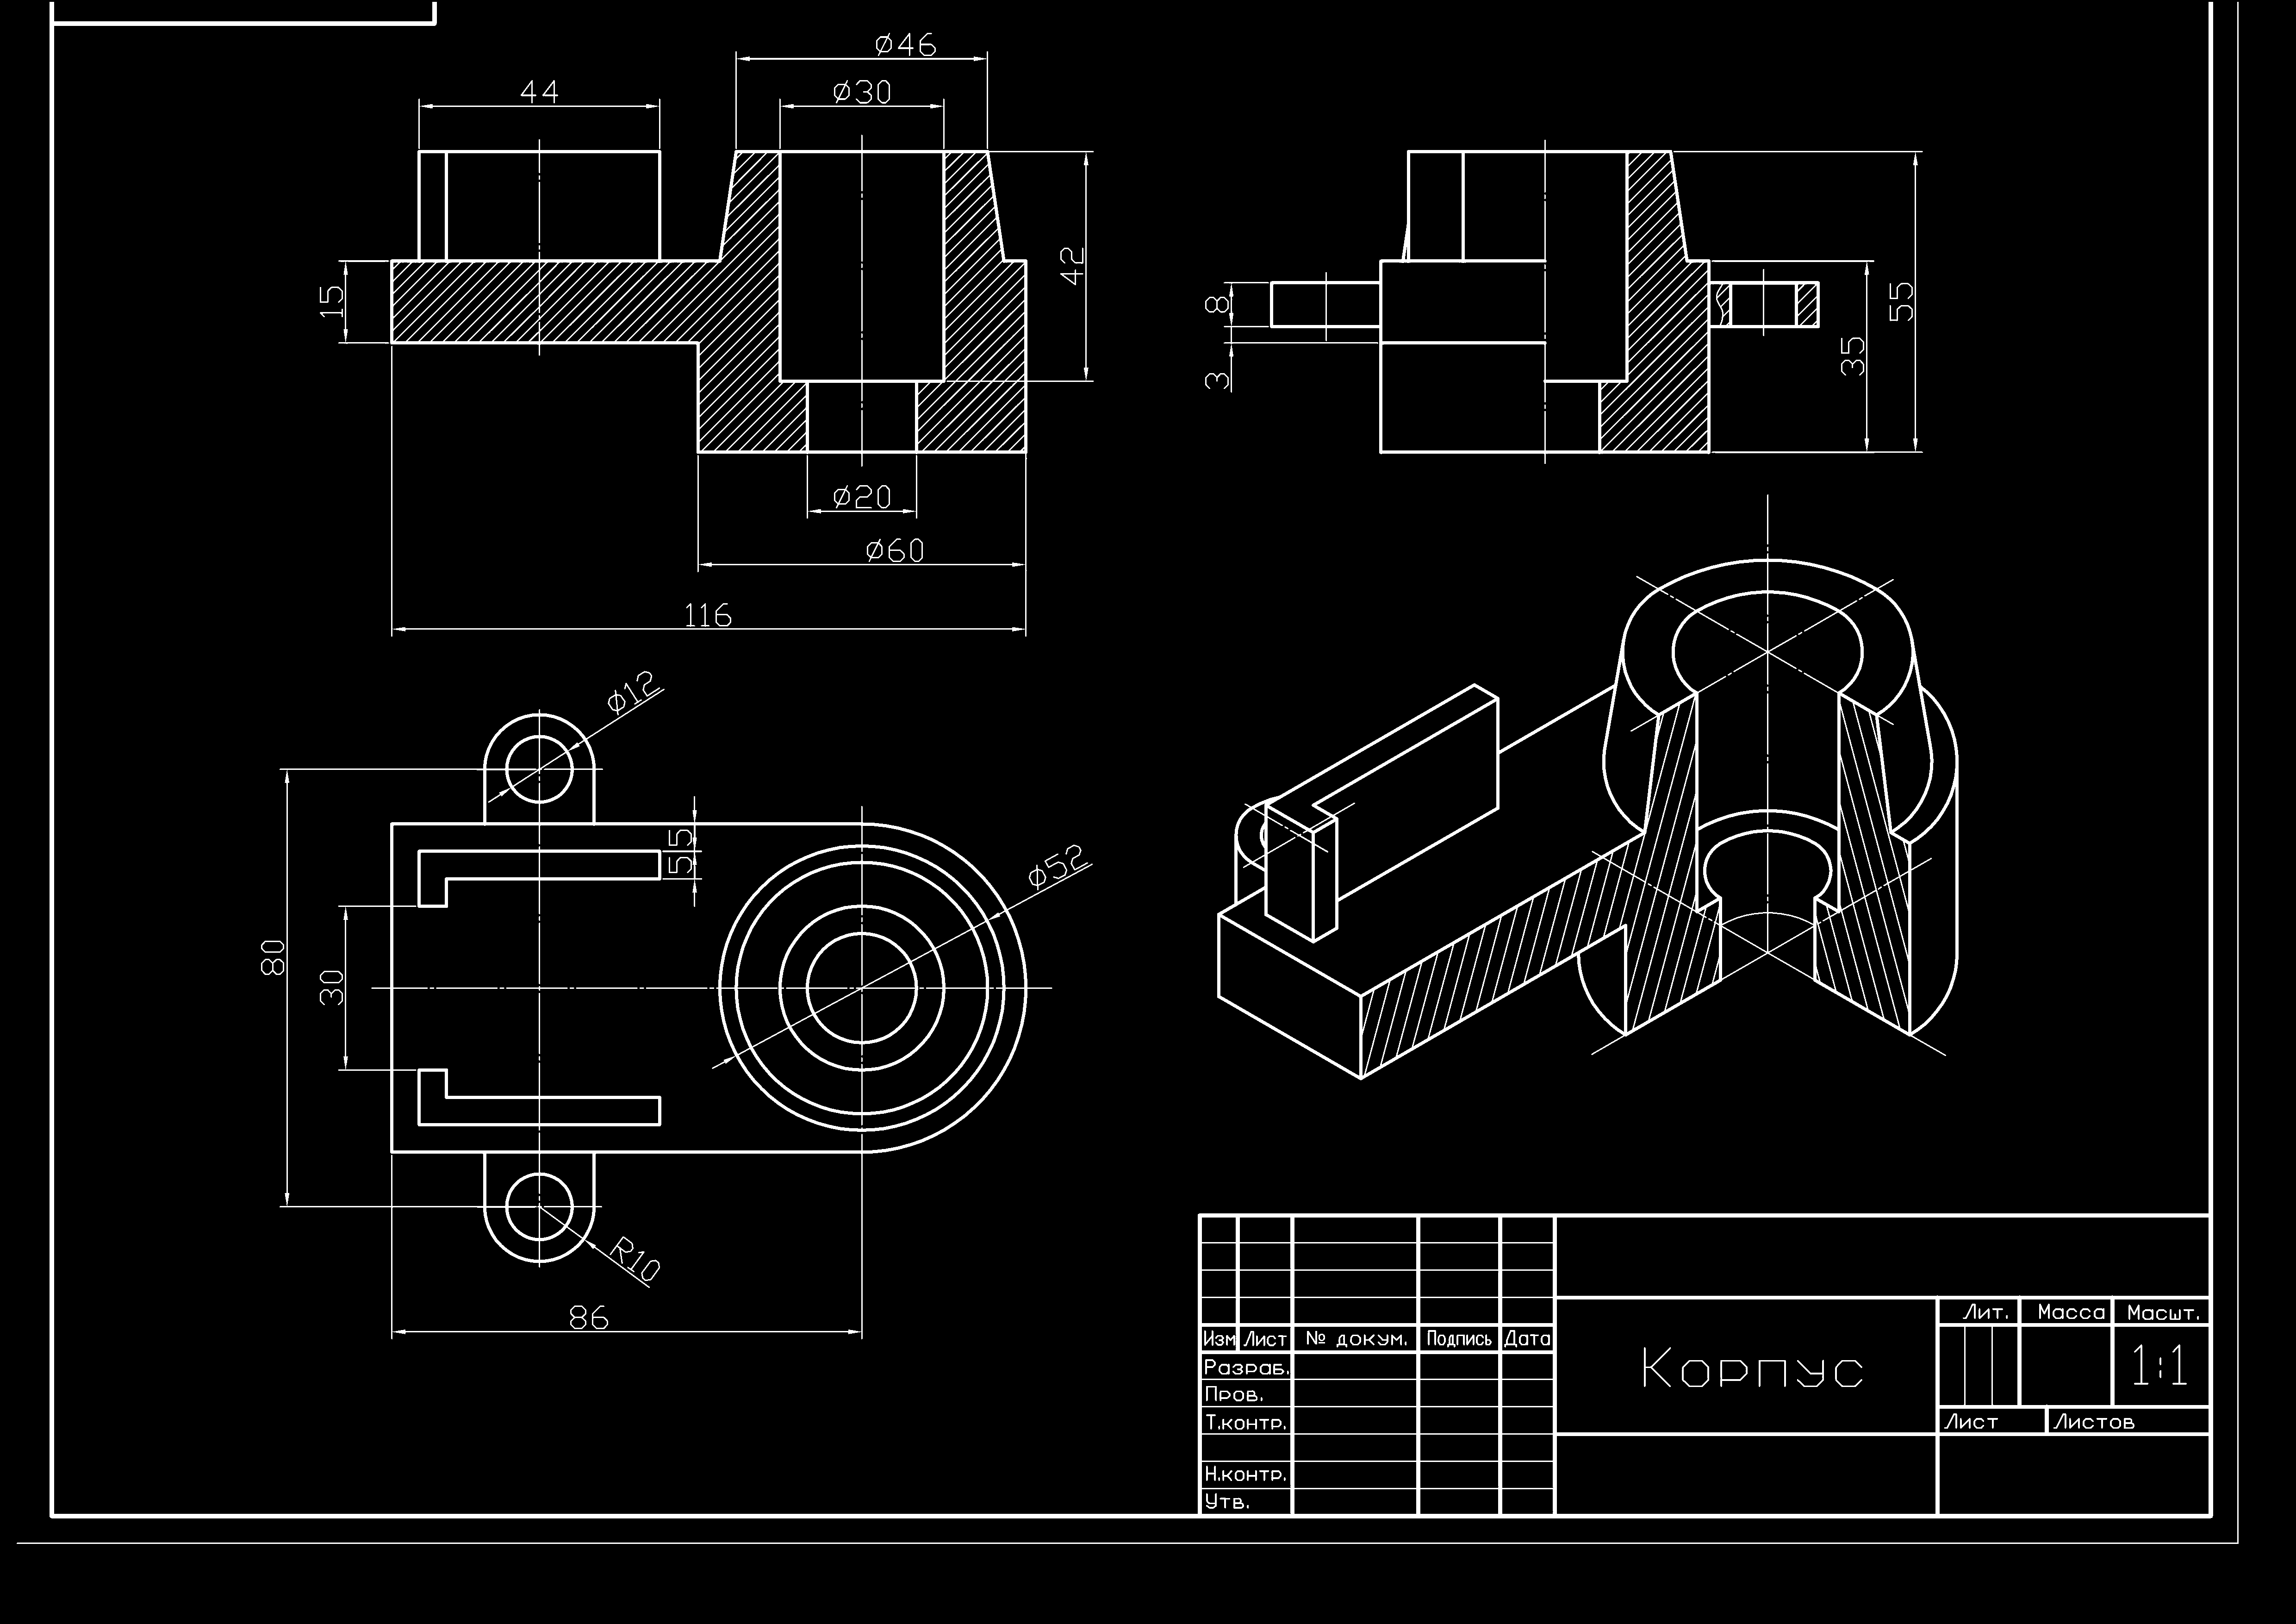 ø46
44
ø30
15
42
8
3
55
35
ø20
ø60
116
ø12
5
5
ø52
80
30
R10
86
Лит. Масса Масшт.
Изм Лист № докум. Подпись Дата
Корпус
1:1
Разраб.
Пров.
Т.контр.
Лист Листов
Н.контр.
Утв.